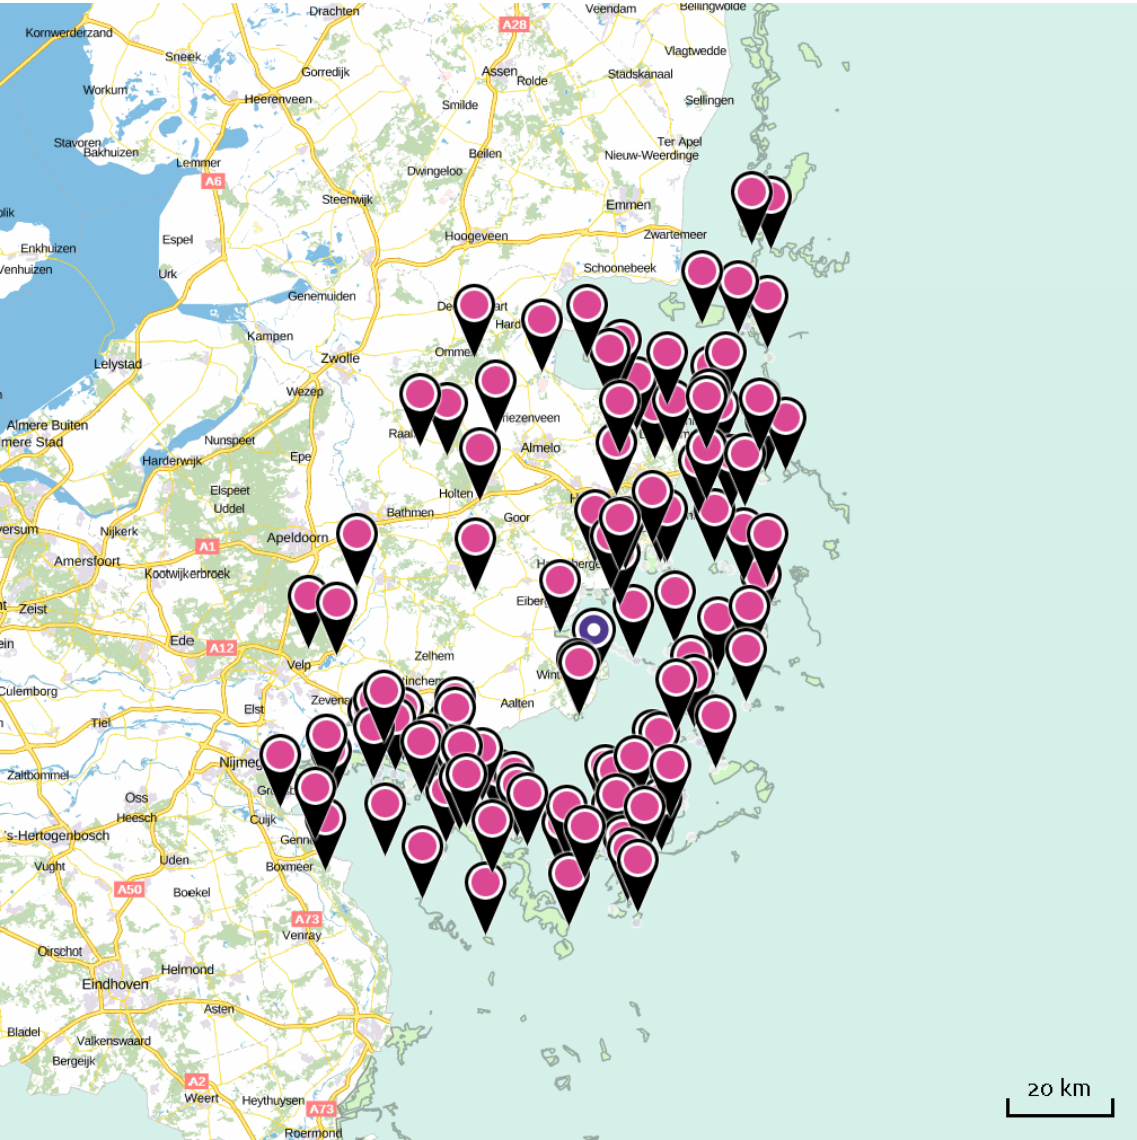 Drachten
A28
Veendam
Bellingwolde
Kornwerderzand
Sneek
Vlagtwedde
Gorredijk
Assen
Rolde
Stadskanaal
Workum
Heerenveen
Smilde
Sellingen
Stavoren
Bakhuizen
Lemmer
Beilen
Ter Apel
Nieuw-Weerdinge
A6
Dwingeloo
Steenwijk
Emmen
Espel
Hoogeveen
Zwartemeer
Enkhuizen
Venhuizen
Urk
Schoonebeek
Genemuiden
Kampen
Zwolle
Lelystad
Wezep
Almere Buiten
Nunspeet
Almelo
Harderwijk
Epe
Elspeet
Uddel
Holten
Bathmen
Goor
Nijkerk
A1
Apeldoorn
Amersfoort
Kootwijkerbroek
Zeist
Ede
A12
Velp
Zelhem
Culemborg
Elst
Aalten
Tiel
Zaltbommel
Oss
Heesch
Cuijk
's-Hertogenbosch
Vught
Uden
Boxmeer
A50
Boekel
A73
Venray
Oirschot
Helmond
Eindhoven
Asten
Bladel
Valkenswaard
Bergeijk
A2
Weert
Heythuysen
A73
Roermond
20 km